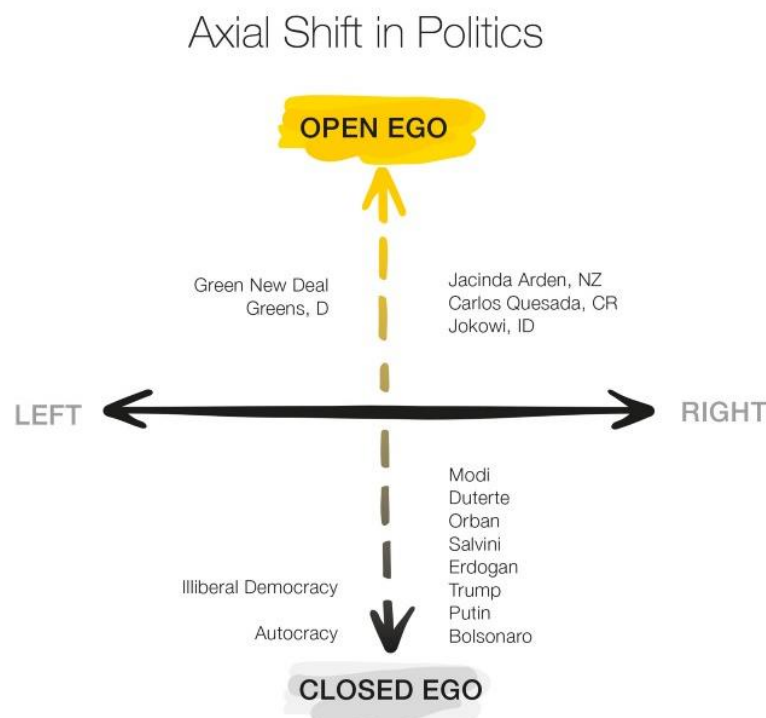 Axial Shift in Politics
OPEN EGO
Green New Deal
Greens, D
Jacinda Arden, NZ
Carlos Quesada, CR
Jokowi, ID
LEFT
RIGHT
Modi
Duterte
Orban
Salvini
Erdogan
Trump
Putin
Bolsonaro
Illiberal Democracy
Autocracy
CLOSED EGO